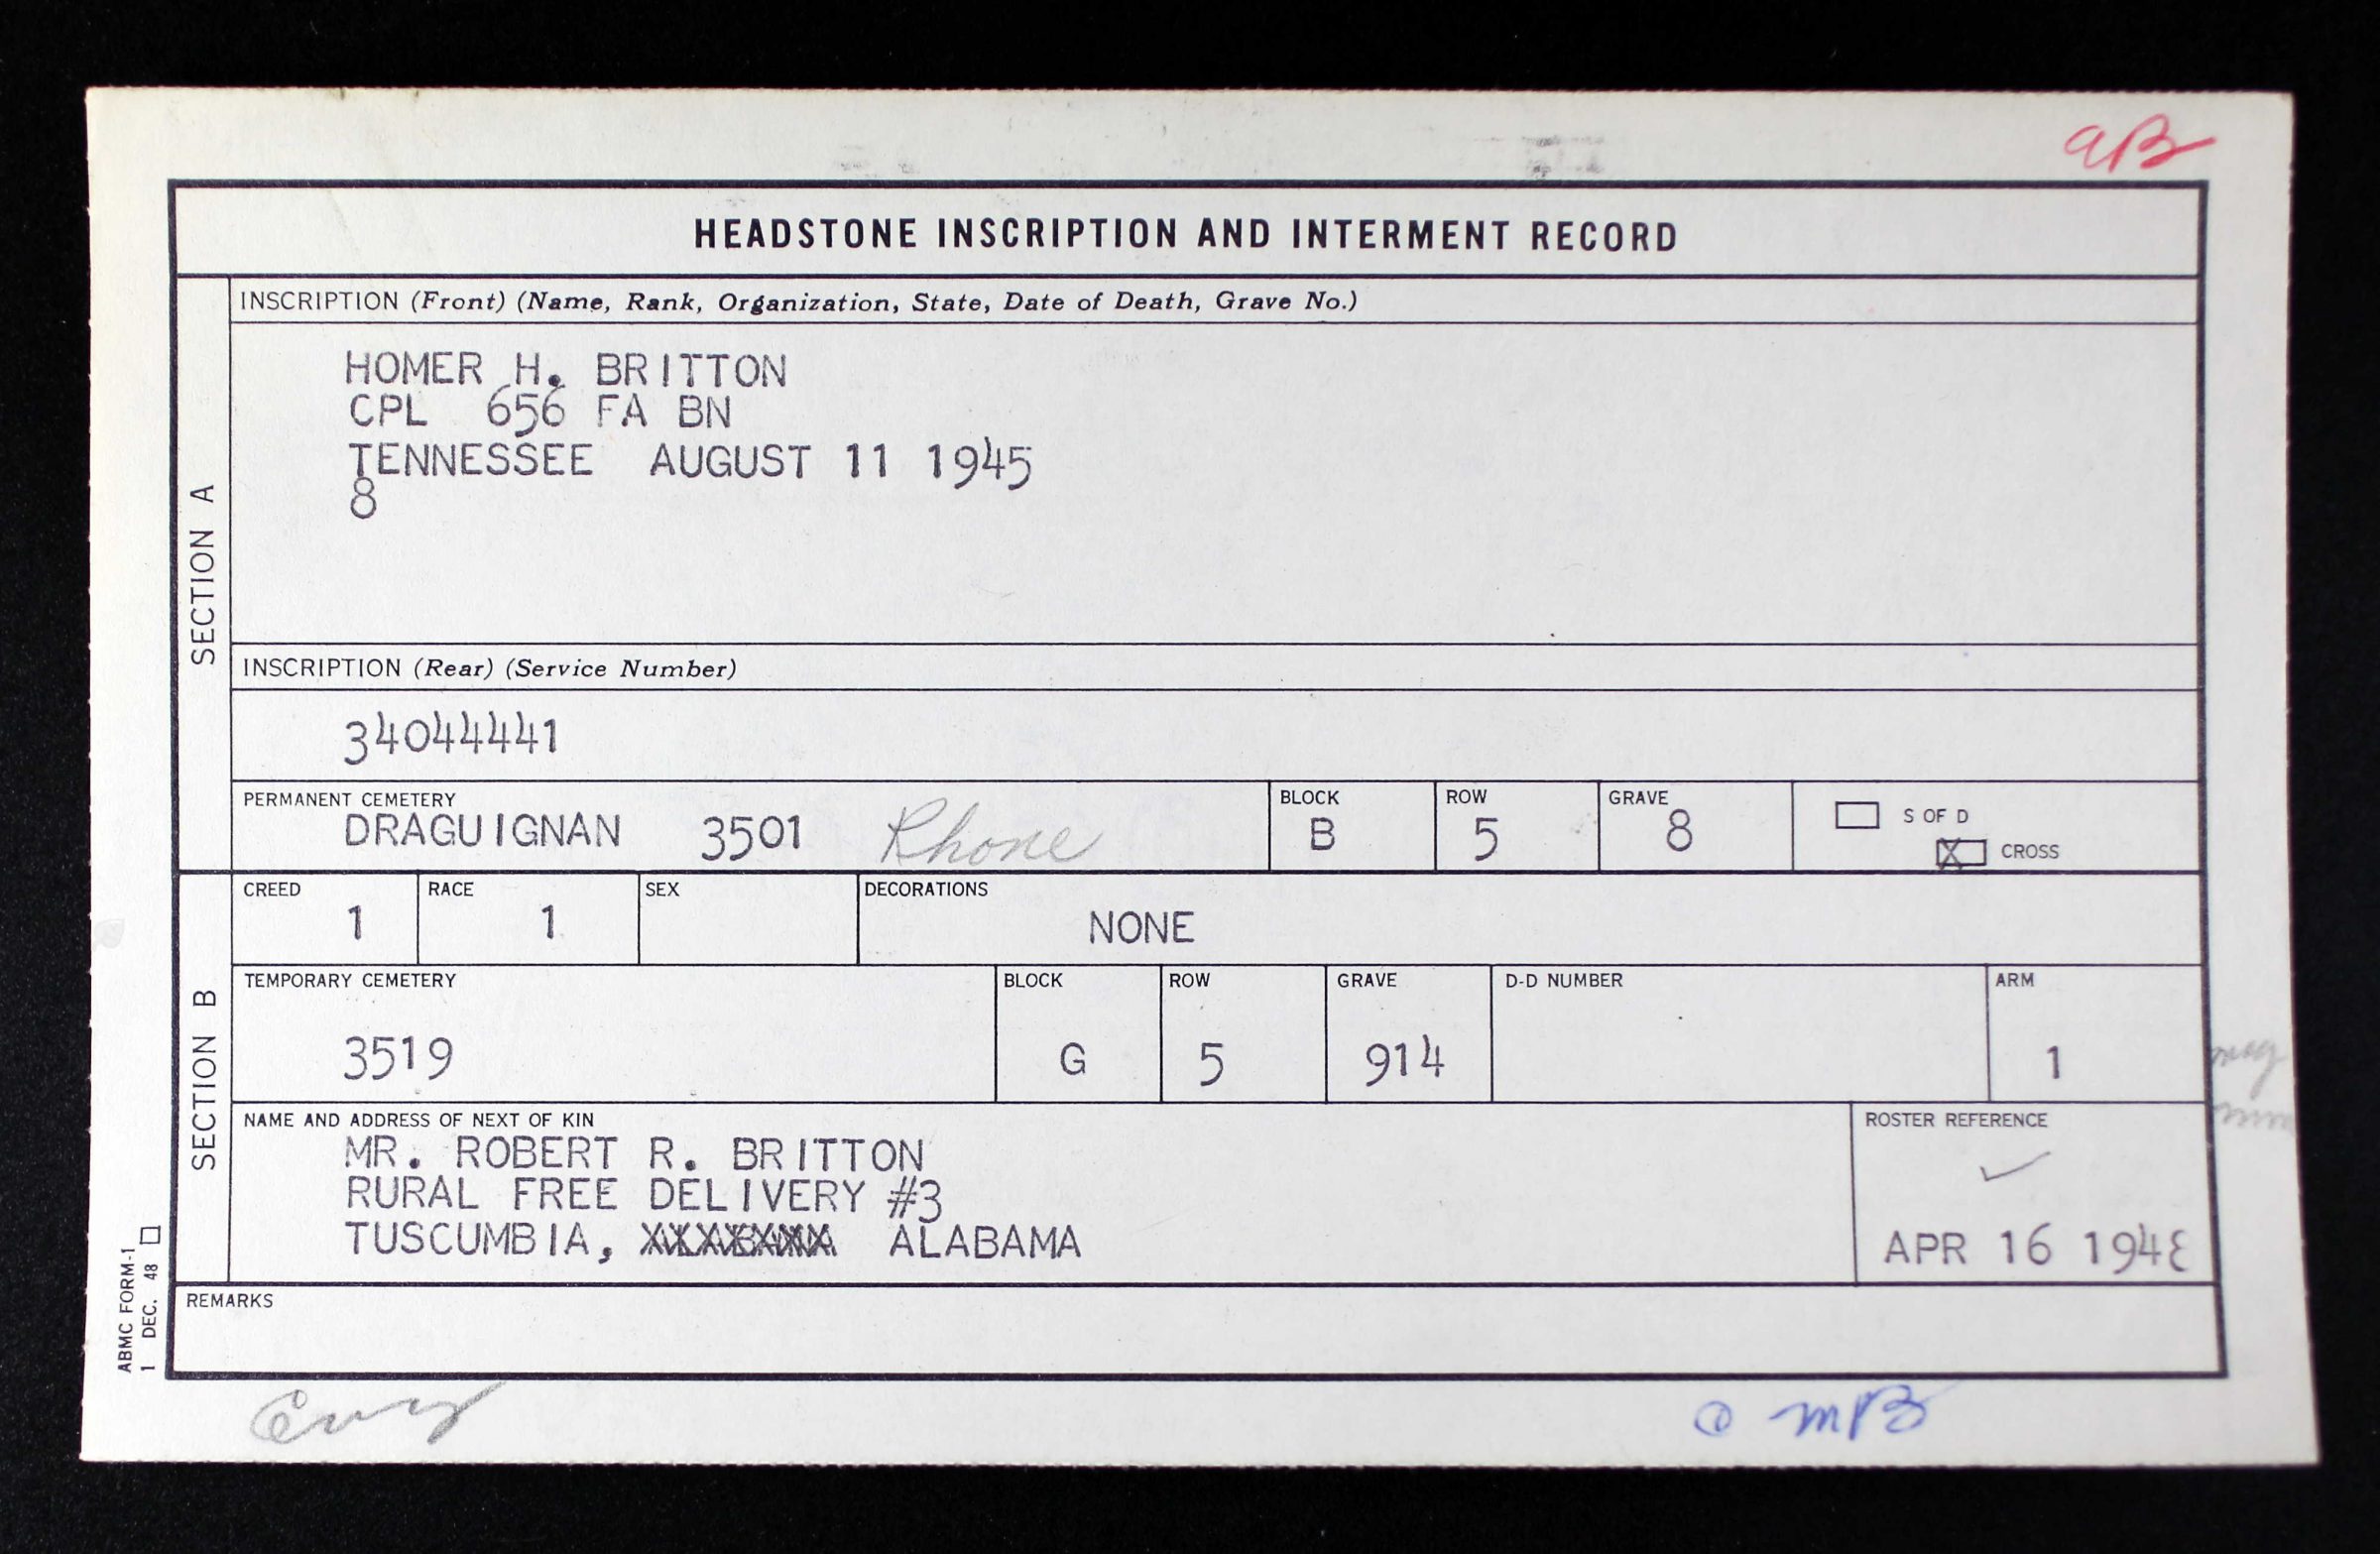 aB
HEADSTONE INSCRIPTION AND INTERMENT RECORD
SECTION A
INSCRIPTION (Front) (Name, Rank, Organization, State, Date of Death, Grave No.)
HOMER H. BRITTON
CPL 656 FA BN
TENNESSEE AUGUST 11 1945
8
INSCRIPTION (Rear) (Service Number)
34044441
PERMANENT CEMETERY BLOCK ROW GRAVE
DRAGUIGNAN 3501 Rhone B 5 8
S OF D
X CROSS
SECTION B
CREED RACE SEX DECORATIONS
1 1 NONE
TEMPORARY CEMETERY BLOCK ROW GRAVE D-D NUMBER ARM
3519 G 5 914 1
NAME AND ADDRESS OF NEXT OF KIN ROSTER REFERENCE
MR. ROBERT R. BRITTON
RURAL FREE DELIVERY #3
TUSCUMBIA, ALABAMA
APR 16 1948
REMARKS
ABMC FORM-1
1 DEC. 48
mB